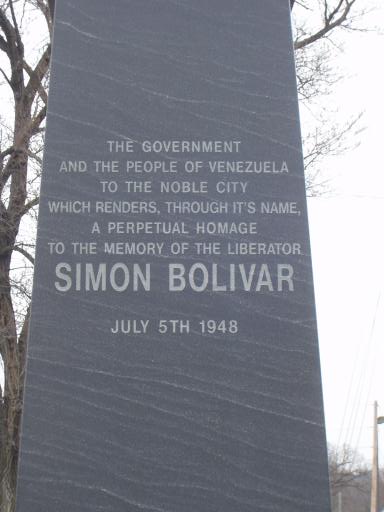 THE GOVERNMENT
AND THE PEOPLE OF VENEZUELA
TO THE NOBLE CITY
WHICH RENDERS, THROUGH IT'S NAME,
A PERPETUAL HOMAGE
TO THE MEMORY OF THE LIBERATOR
SIMON BOLIVAR
JULY 5TH 1948